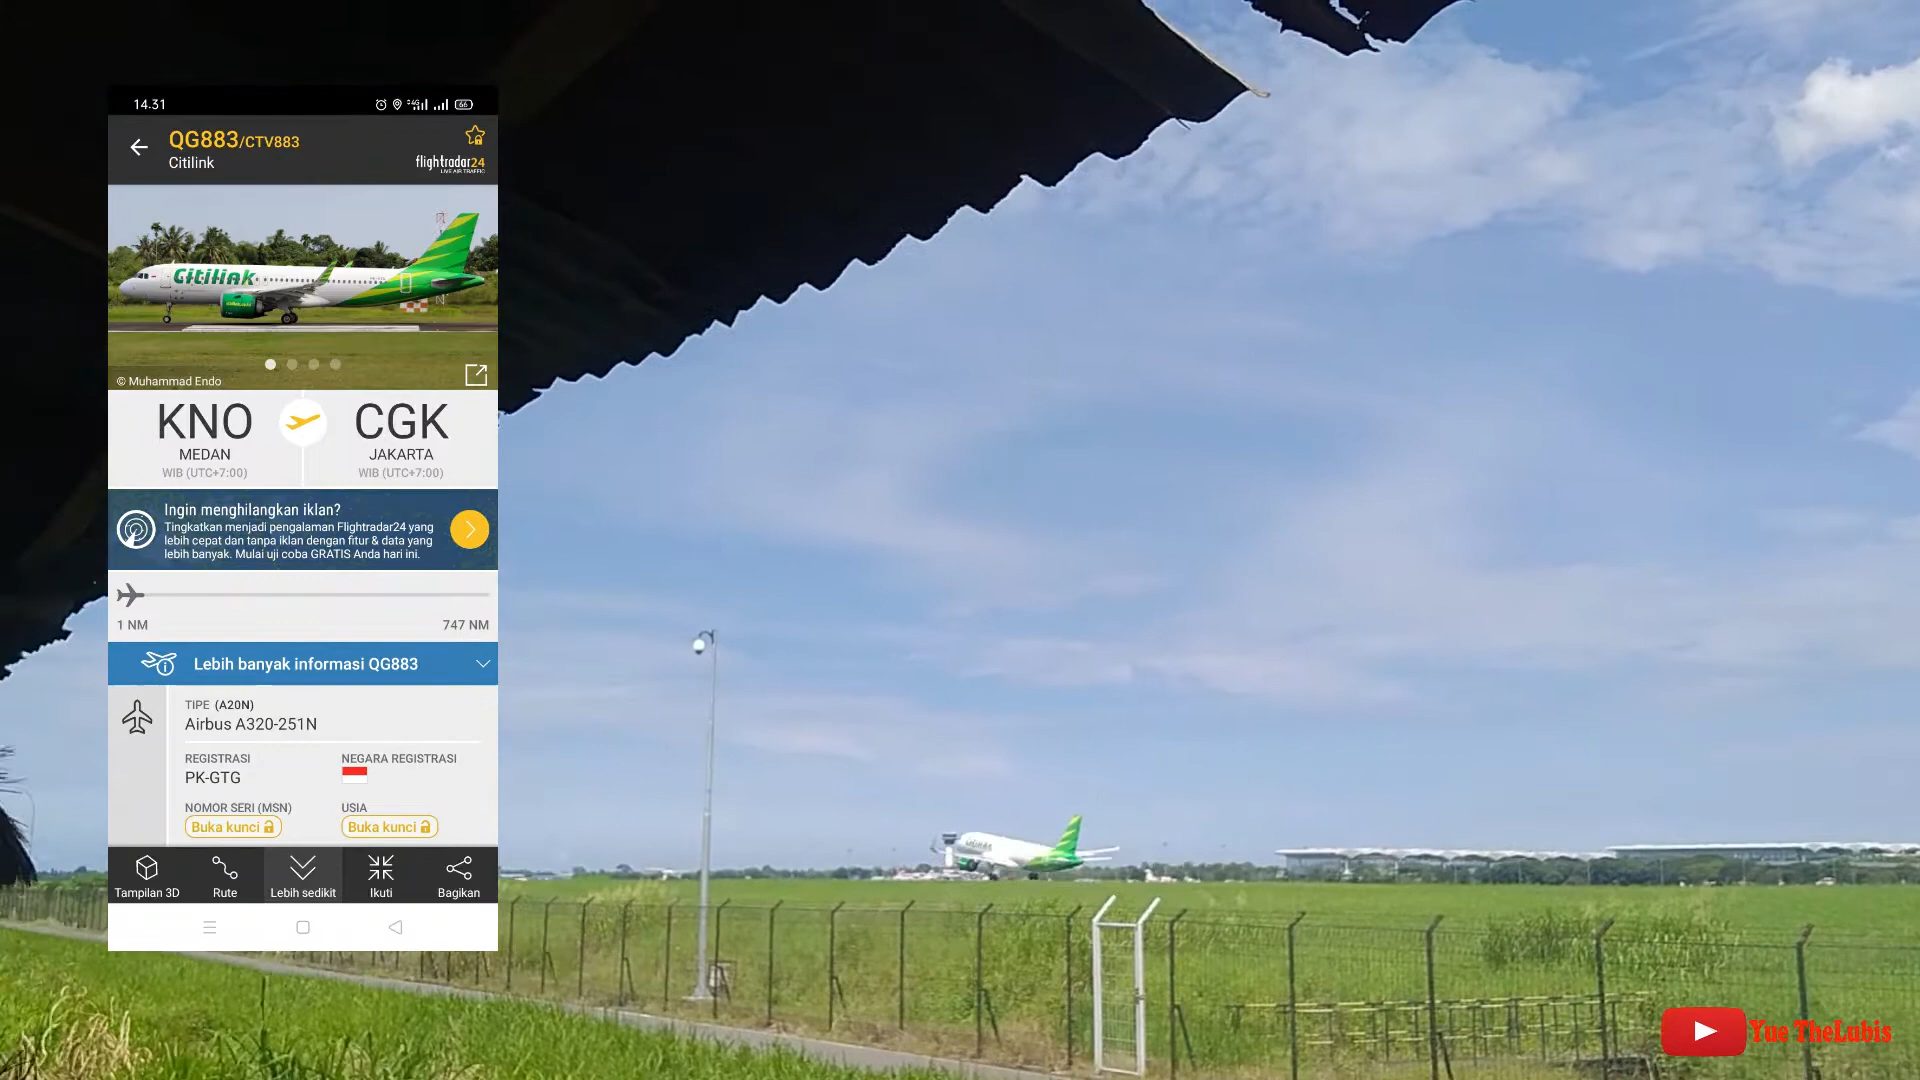 14.31
66
QG883/CTV883
Citilink
flightradar24
LIVE AIR TRAFFIC
Citilink
© Muhammad Endo
KNO
CGK
MEDAN
JAKARTA
WIB (UTC+7:00)
WIB (UTC+7:00)
Ingin menghilangkan iklan?
Tingkatkan menjadi pengalaman Flightradar24 yang
lebih cepat dan tanpa iklan dengan fitur & data yang
lebih banyak. Mulai uji coba GRATIS Anda hari ini.
1 NM
747 NM
Lebih banyak informasi QG883
TIPE (A20N)
Airbus A320-251N
REGISTRASI
NEGARA REGISTRASI
PK-GTG
NOMOR SERI (MSN)
USIA
Buka kunci
Buka kunci
Tampilan 3D
Rute
Lebih sedikit
Ikuti
Bagikan
Yue TheLubis